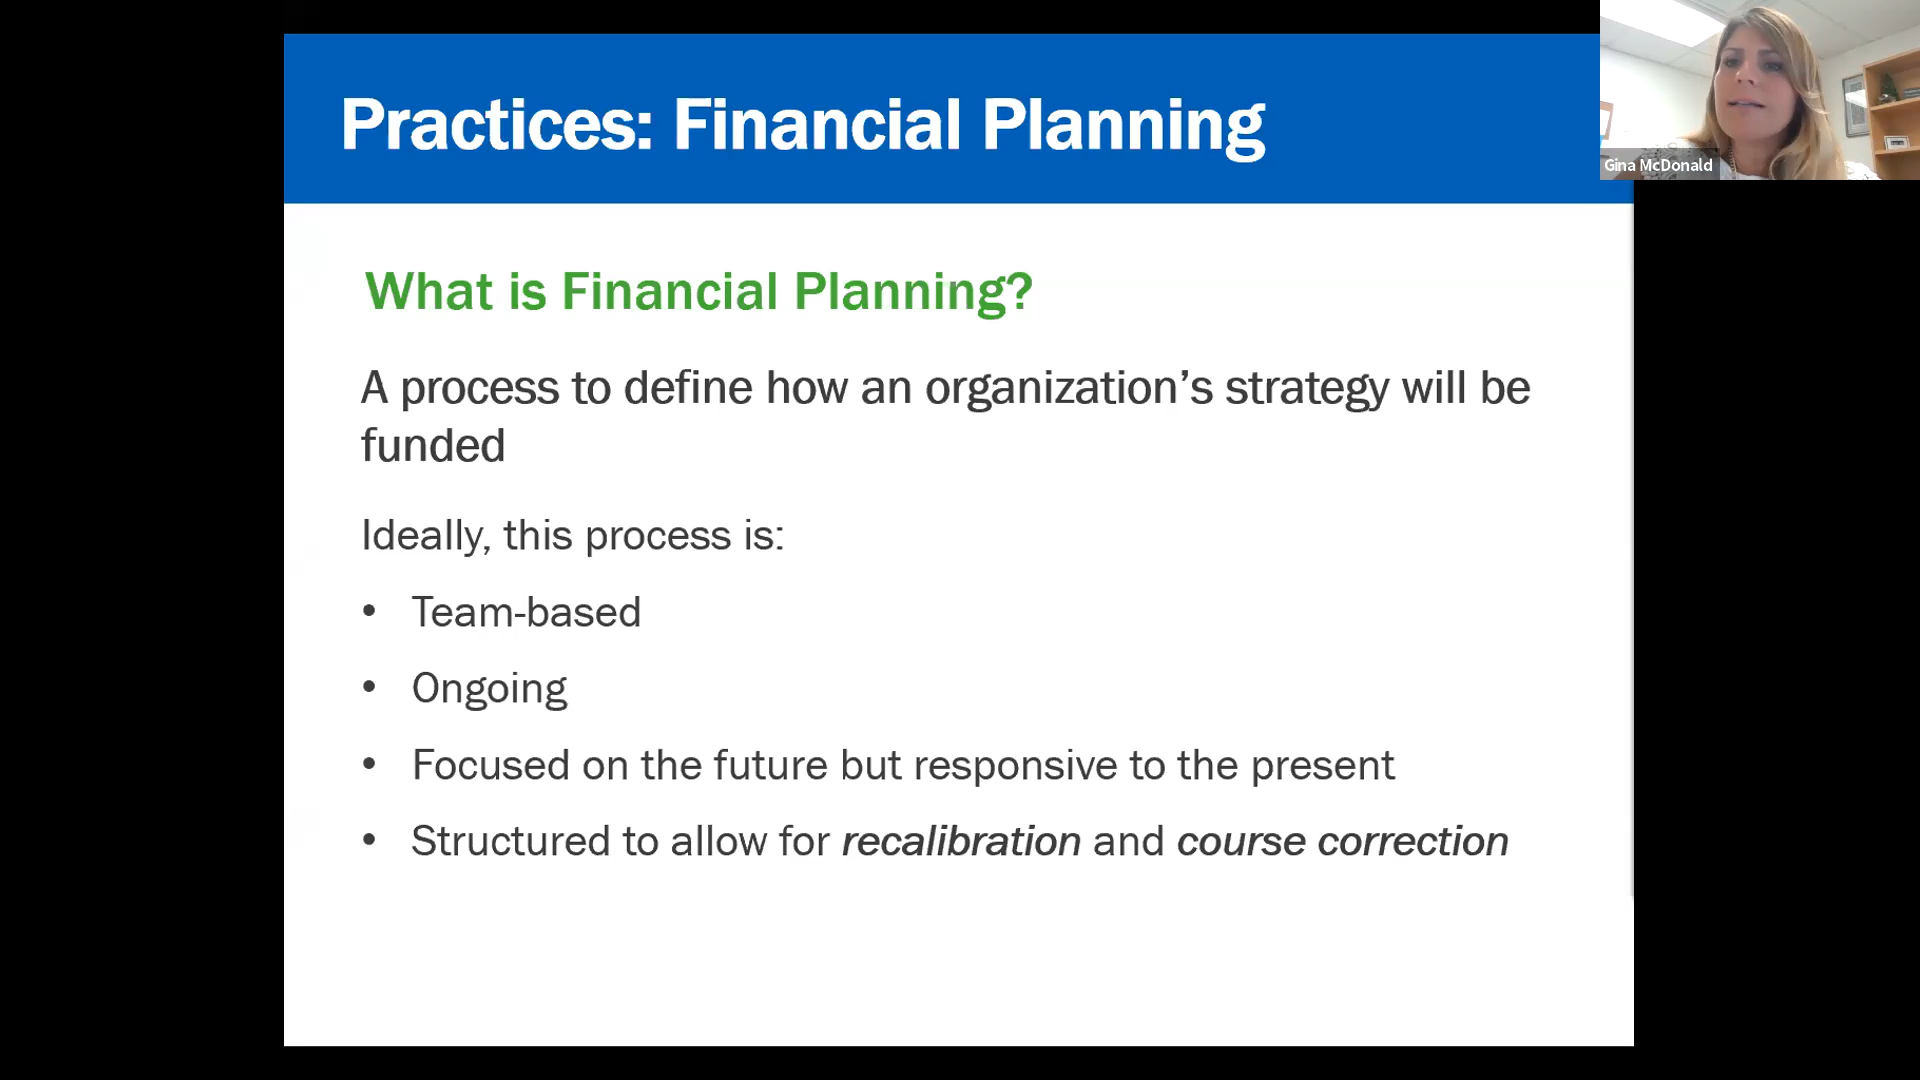 Practices: Financial Planning
Gina McDonald
What is Financial Planning?
A process to define how an organization’s strategy will be
funded
Ideally, this process is:
• Team-based
• Ongoing
• Focused on the future but responsive to the present
• Structured to allow for recalibration and course correction